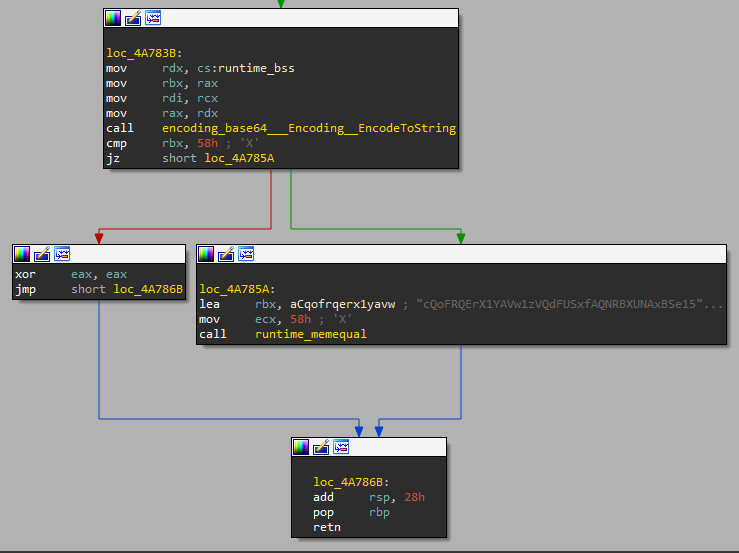 loc_4A783B:
mov rdx, cs:runtime_bss
mov rbx, rax
mov rdi, rcx
mov rax, rdx
call encoding_base64___Encoding__EncodeToString
cmp rbx, 58h ; 'X'
jz short loc_4A785A
xor eax, eax
jmp short loc_4A786B
loc_4A785A:
lea rbx, aCqofrqerx1yavw ; "cQoFRQErX1YAVw1zVQdFUSxfAQNRBXUNAxBSe15"...
mov ecx, 58h ; 'X'
call runtime_memequal
loc_4A786B:
add rsp, 28h
pop rbp
retn